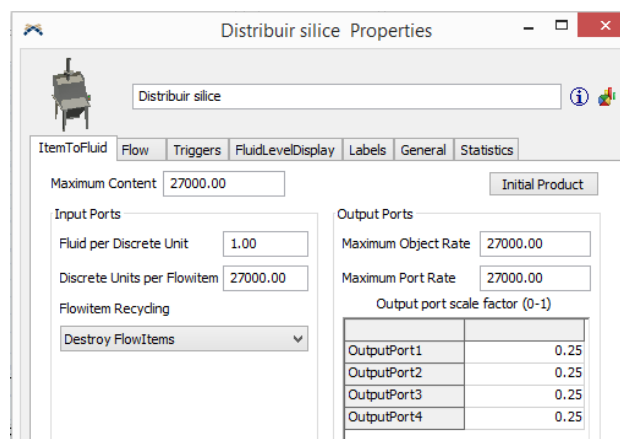 Distribuir silice Properties
Distribuir silice
ItemToFluid Flow Triggers FluidLevelDisplay Labels General Statistics
Maximum Content 27000.00 Initial Product
Input Ports
Fluid per Discrete Unit 1.00
Discrete Units per Flowitem 27000.00
Flowitem Recycling
Destroy FlowItems
Output Ports
Maximum Object Rate 27000.00
Maximum Port Rate 27000.00
Output port scale factor (0-1)
OutputPort1 0.25
OutputPort2 0.25
OutputPort3 0.25
OutputPort4 0.25